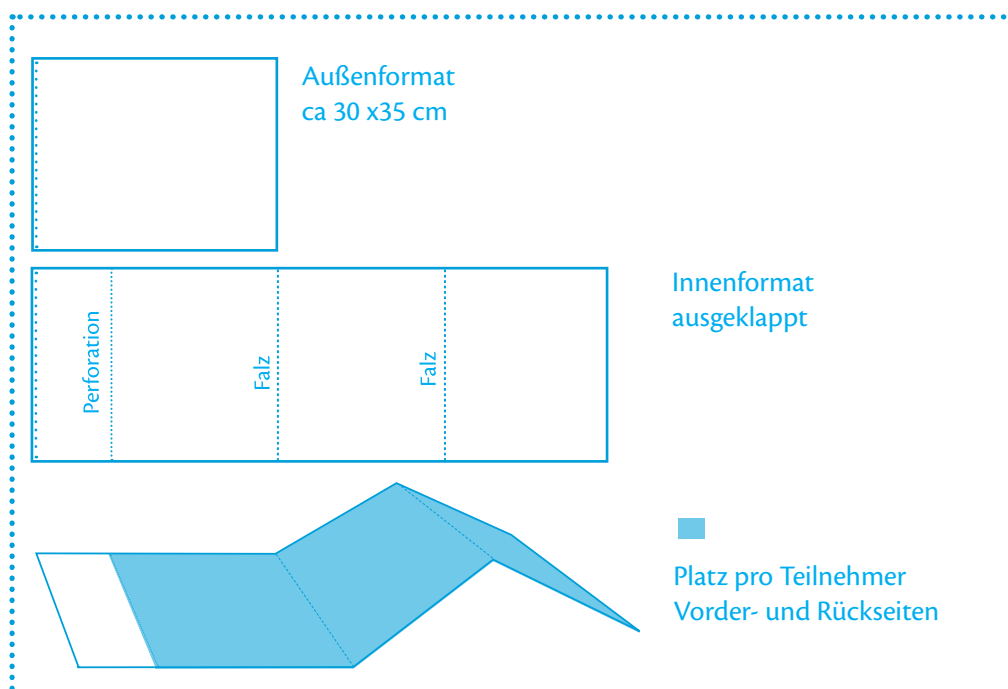 Außenformat
ca 30 x35 cm
Innenformat
ausgeklappt
Perforation
Falz
Falz
Platz pro Teilnehmer
Vorder- und Rückseiten